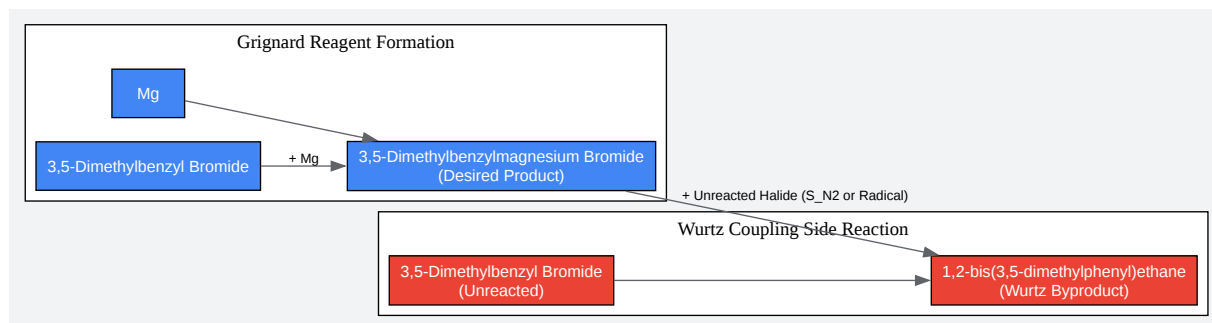 Grignard Reagent Formation
Mg
3,5-Dimethylbenzyl Bromide
+ Mg
3,5-Dimethylbenzylmagnesium Bromide
(Desired Product)
+ Unreacted Halide (S_N2 or Radical)
Wurtz Coupling Side Reaction
3,5-Dimethylbenzyl Bromide
(Unreacted)
1,2-bis(3,5-dimethylphenyl)ethane
(Wurtz Byproduct)